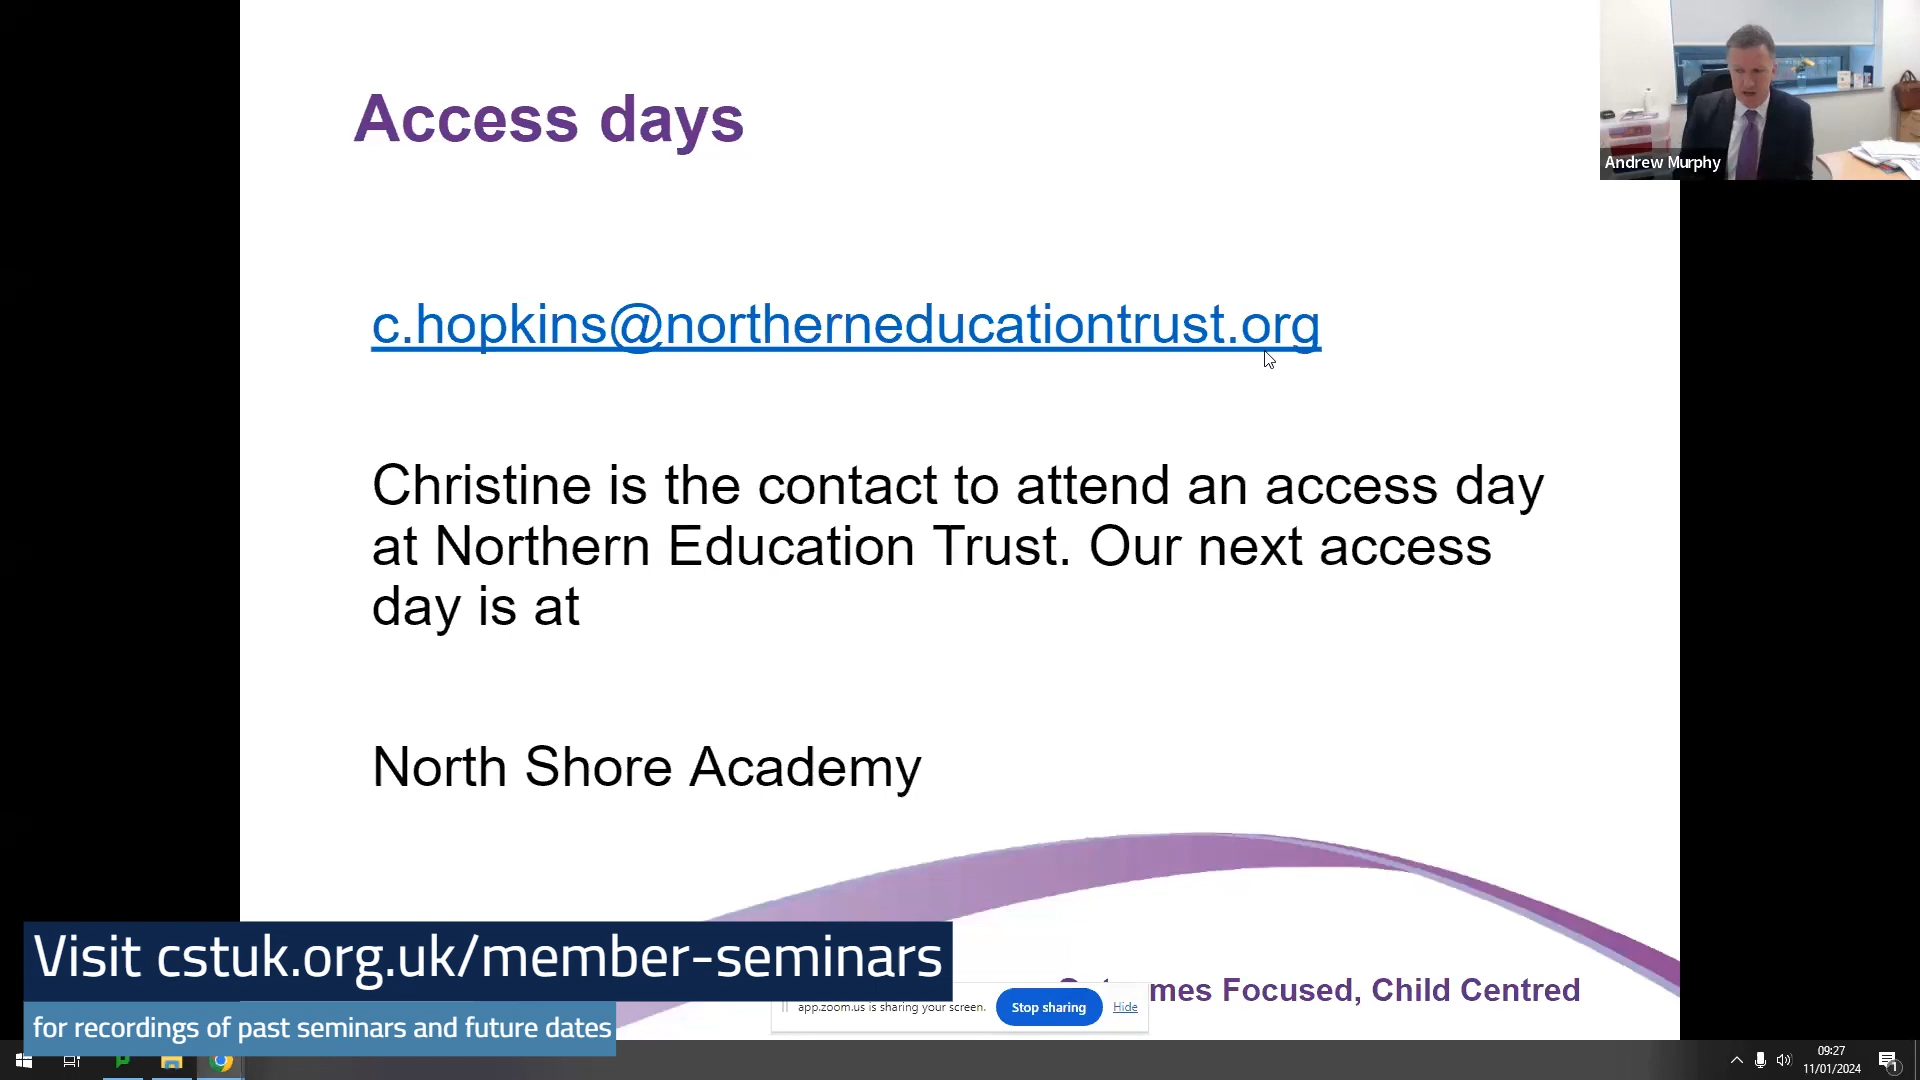 Access days
Andrew Murphy
c.hopkins@northerneducationtrust.org
Christine is the contact to attend an access day
at Northern Education Trust. Our next access
day is at
North Shore Academy
Visit cstuk.org.uk/member-seminars
for recordings of past seminars and future dates
Focused, Child Centred
app.zoom.us is sharing your screen.
Stop sharing
Hide
09:27
11/01/2024
1